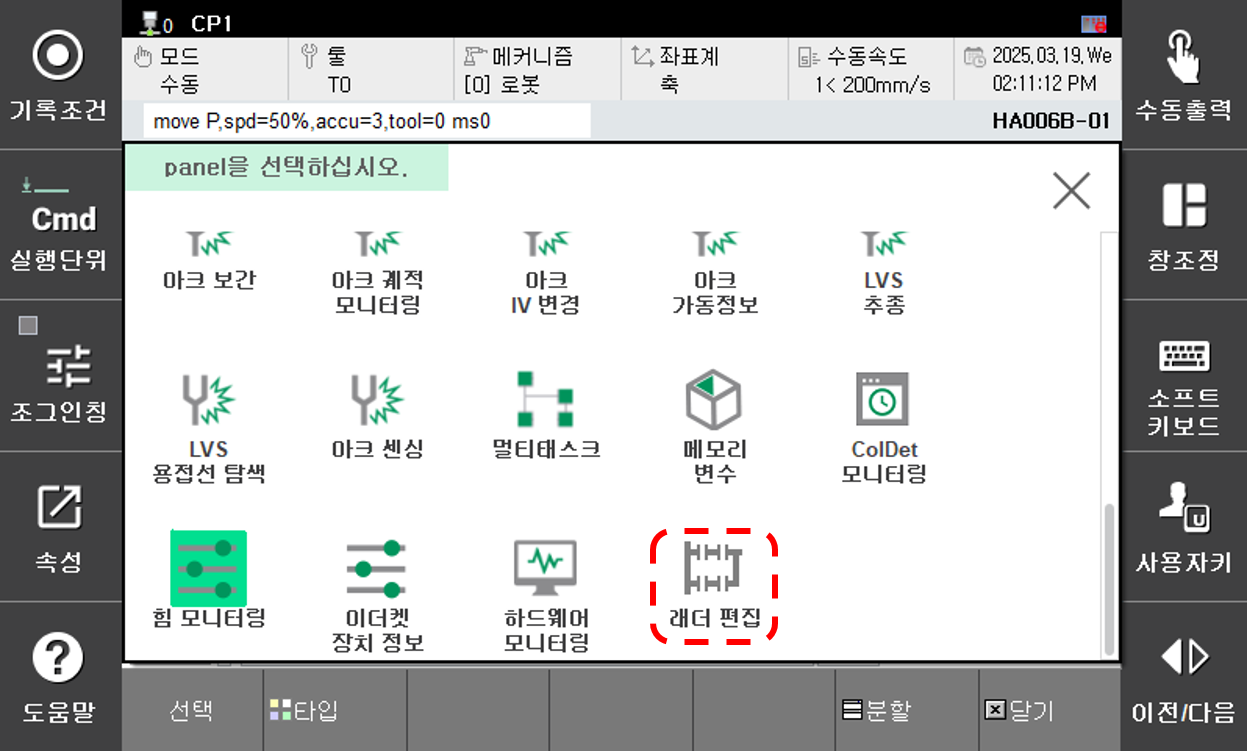 0 CP1
기록조건
모드
수동
툴
T0
메커니즘
[0] 로봇
좌표계
축
수동속도
1< 200mm/s
2025,03,19,We
02:11:12 PM
수동출력
move P,spd=50%,accu=3,tool=0 ms0
HA006B-01
panel을 선택하십시오.
Cmd
실행단위
창조정
아크 보간
아크 궤적
모니터링
아크
IV 변경
아크
가동정보
LVS
추종
조그인칭
소프트
키보드
LVS
용접선 탐색
아크 센싱
멀티태스크
메모리
변수
ColDet
모니터링
속성
U
사용자키
힘 모니터링
이더켓
장치 정보
하드웨어
모니터링
래더 편집
?
도움말
선택
타입
분할
닫기
이전/다음